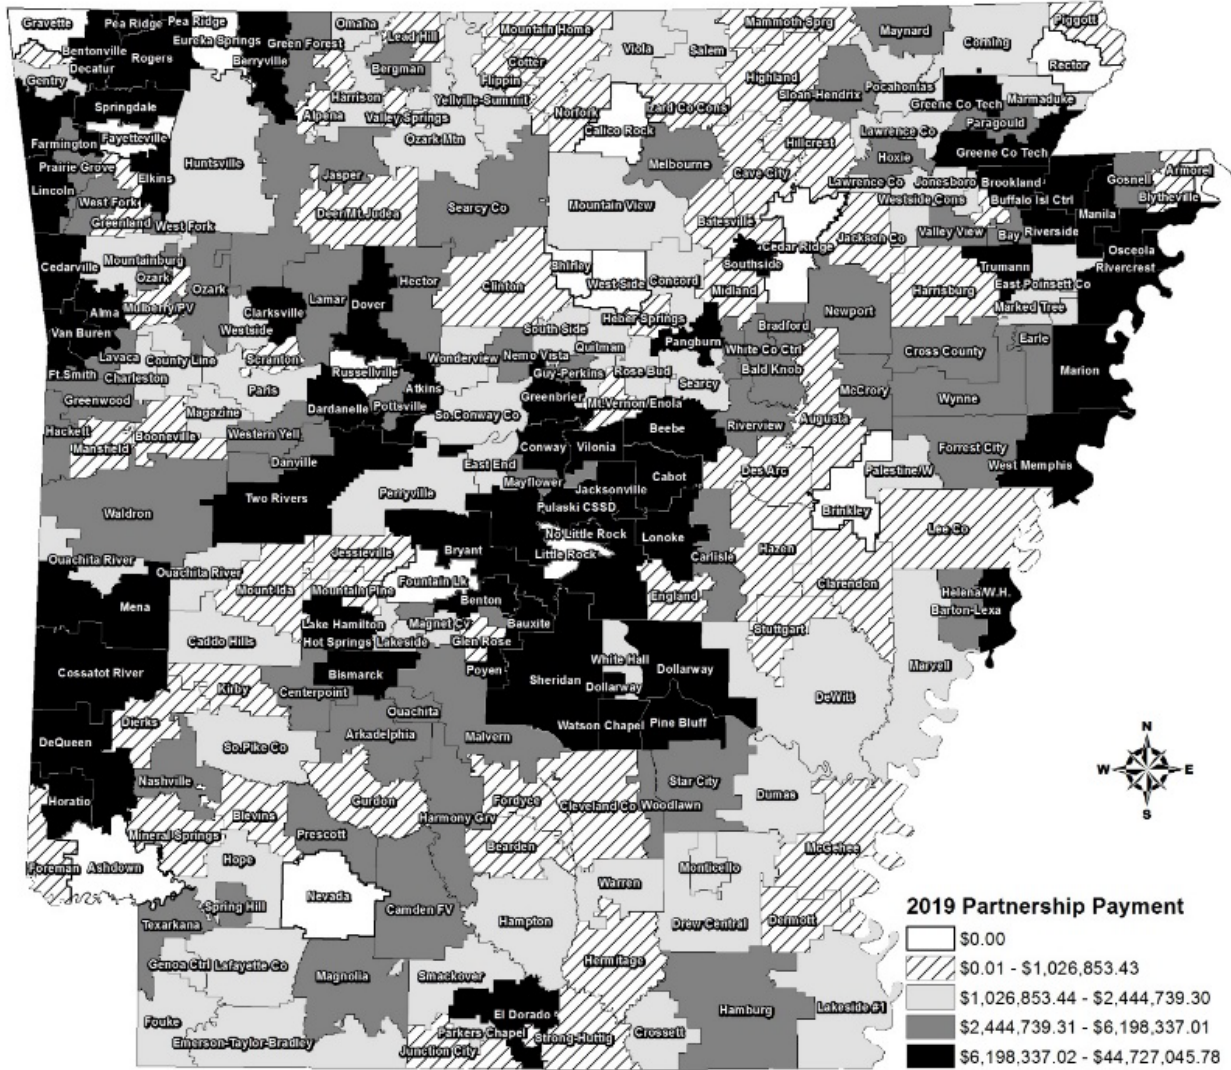 Gravette
Pea Ridge
Pea Ridge
Eureka Springs
Green Forest
Omaha
Lead Hill
Mountain Home
Mammoth Sprg
Maynard
Piggott
Bentonville
Rogers
Berryville
Bergman
Cotter
Viola
Salem
Corning
Rector
Decatur
Gentry
Flippin
Highland
Sloan-Hendrix
Pocahontas
Springdale
Harrison
Yellville-Summit
Norfork
Izard Co Cons
Greene Co Tech
Marmaduke
Alpena
Valley Springs
Calico Rock
Paragould
Fayetteville
Farmington
Huntsville
Ozark Mtn
Hillcrest
Lawrence Co
Greene Co Tech
Prairie Grove
Elkins
Jasper
Melbourne
Cave City
Hoxie
Lincoln
West Fork
Deer/Mt.Judea
Searcy Co
Mountain View
Lawrence Co
Jonesboro
Brookland
Gosnell
Armorel
Greenland
West Fork
Batesville
Westside Cons
Buffalo Isl Ctrl
Blytheville
Manila
Jackson Co
Valley View
Bay
Riverside
Cedar Ridge
Osceola
Cedarville
Mountainburg
Ozark
Hector
Shirley
West Side
Concord
Southside
Trumann
Rivercrest
Ozark
Lamar
Dover
Clinton
Midland
Harrisburg
East Poinsett Co
Alma
Mulberry/PV
Clarksville
Heber Springs
Newport
Marked Tree
Van Buren
Westside
South Side
Pangburn
Bradford
Earle
Lavaca
County Line
Scranton
Wonderview
Nemo Vista
Quitman
White Co Ctrl
Cross County
Ft.Smith
Charleston
Russellville
Guy-Perkins
Rose Bud
Bald Knob
Marion
Greenwood
Paris
Atkins
Greenbrier
Searcy
McCrory
Wynne
Magazine
Dardanelle
Pottsville
So.Conway Co
Mt.Vernon/Enola
Augusta
Hackett
Mansfield
Booneville
Western Yell
Beebe
Riverview
Danville
Conway
Vilonia
Forrest City
East End
Des Arc
Palestine/W
West Memphis
Two Rivers
Perryville
Mayflower
Jacksonville
Cabot
Waldron
Pulaski CSSD
Brinkley
Lee Co
No Little Rock
Lonoke
Ouachita River
Jessieville
Bryant
Little Rock
Carlisle
Hazen
Ouachita River
Fountain Lk
Clarendon
Mena
Mount Ida
Mountain Pine
Benton
England
Helena/W.H.
Lake Hamilton
Magnet Cv
Bauxite
Barton-Lexa
Caddo Hills
Hot Springs
Lakeside
Glen Rose
Stuttgart
Cossatot River
Bismarck
Poyen
Sheridan
White Hall
Dollarway
Marvell
Kirby
Centerpoint
Dollarway
DeWitt
Dierks
Ouachita
Watson Chapel
Pine Bluff
DeQueen
So.Pike Co
Arkadelphia
Malvern
Nashville
Star City
Horatio
Gurdon
Fordyce
Cleveland Co
Woodlawn
Dumas
Blevins
Harmony Grv
Mineral Springs
Prescott
Bearden
McGehee
Foreman
Ashdown
Hope
Monticello
Warren
Spring Hill
Nevada
Camden FV
Hampton
Drew Central
Dermott
Texarkana
Genoa Ctrl
Lafayette Co
Magnolia
Smackover
Hermitage
Fouke
El Dorado
Hamburg
Lakeside #1
Emerson-Taylor-Bradley
Parkers Chapel
Strong-Huttig
Crossett
Junction City
N
W
E
S
2019 Partnership Payment
$0.00
$0.01 - $1,026,853.43
$1,026,853.44 - $2,444,739.30
$2,444,739.31 - $6,198,337.01
$6,198,337.02 - $44,727,045.78